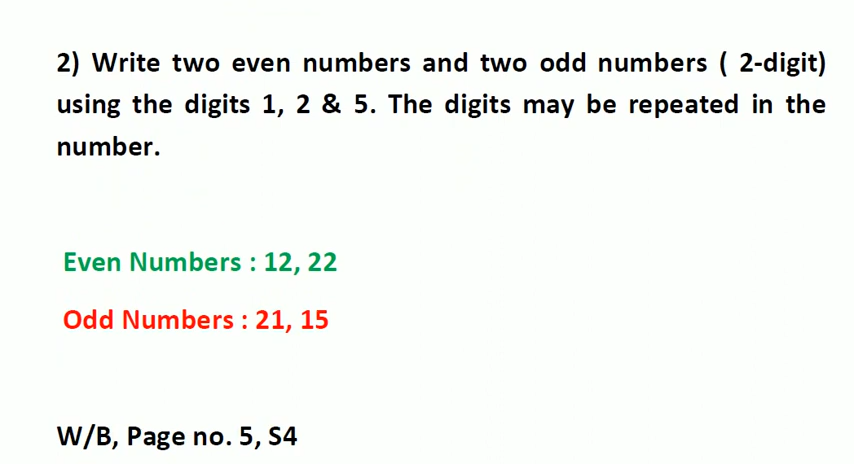 2) Write two even numbers and two odd numbers ( 2-digit)
using the digits 1, 2 & 5. The digits may be repeated in the
number.
Even Numbers : 12, 22
Odd Numbers : 21, 15
W/B, Page no. 5, S4